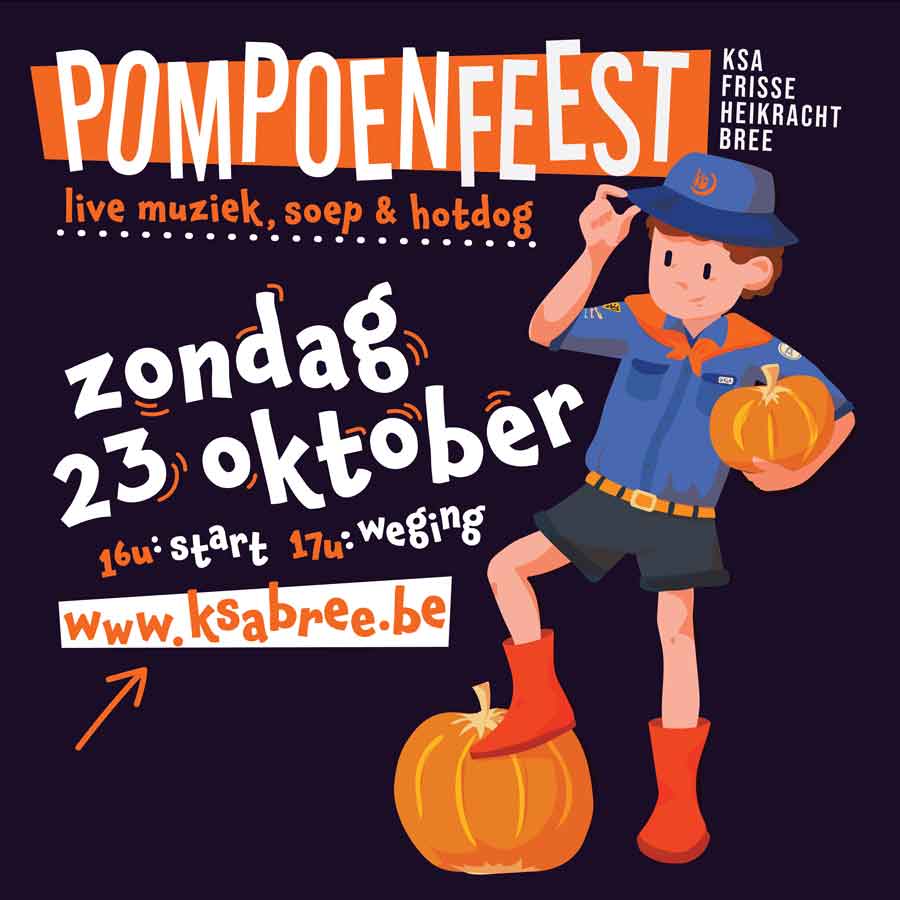 POMPOENFEEST
KSA
FRISSE
HEIKRACHT
BREE
live muziek, soep & hotdog
zondag
23 oktober
16u: start 17u: weging
www.ksabree.be